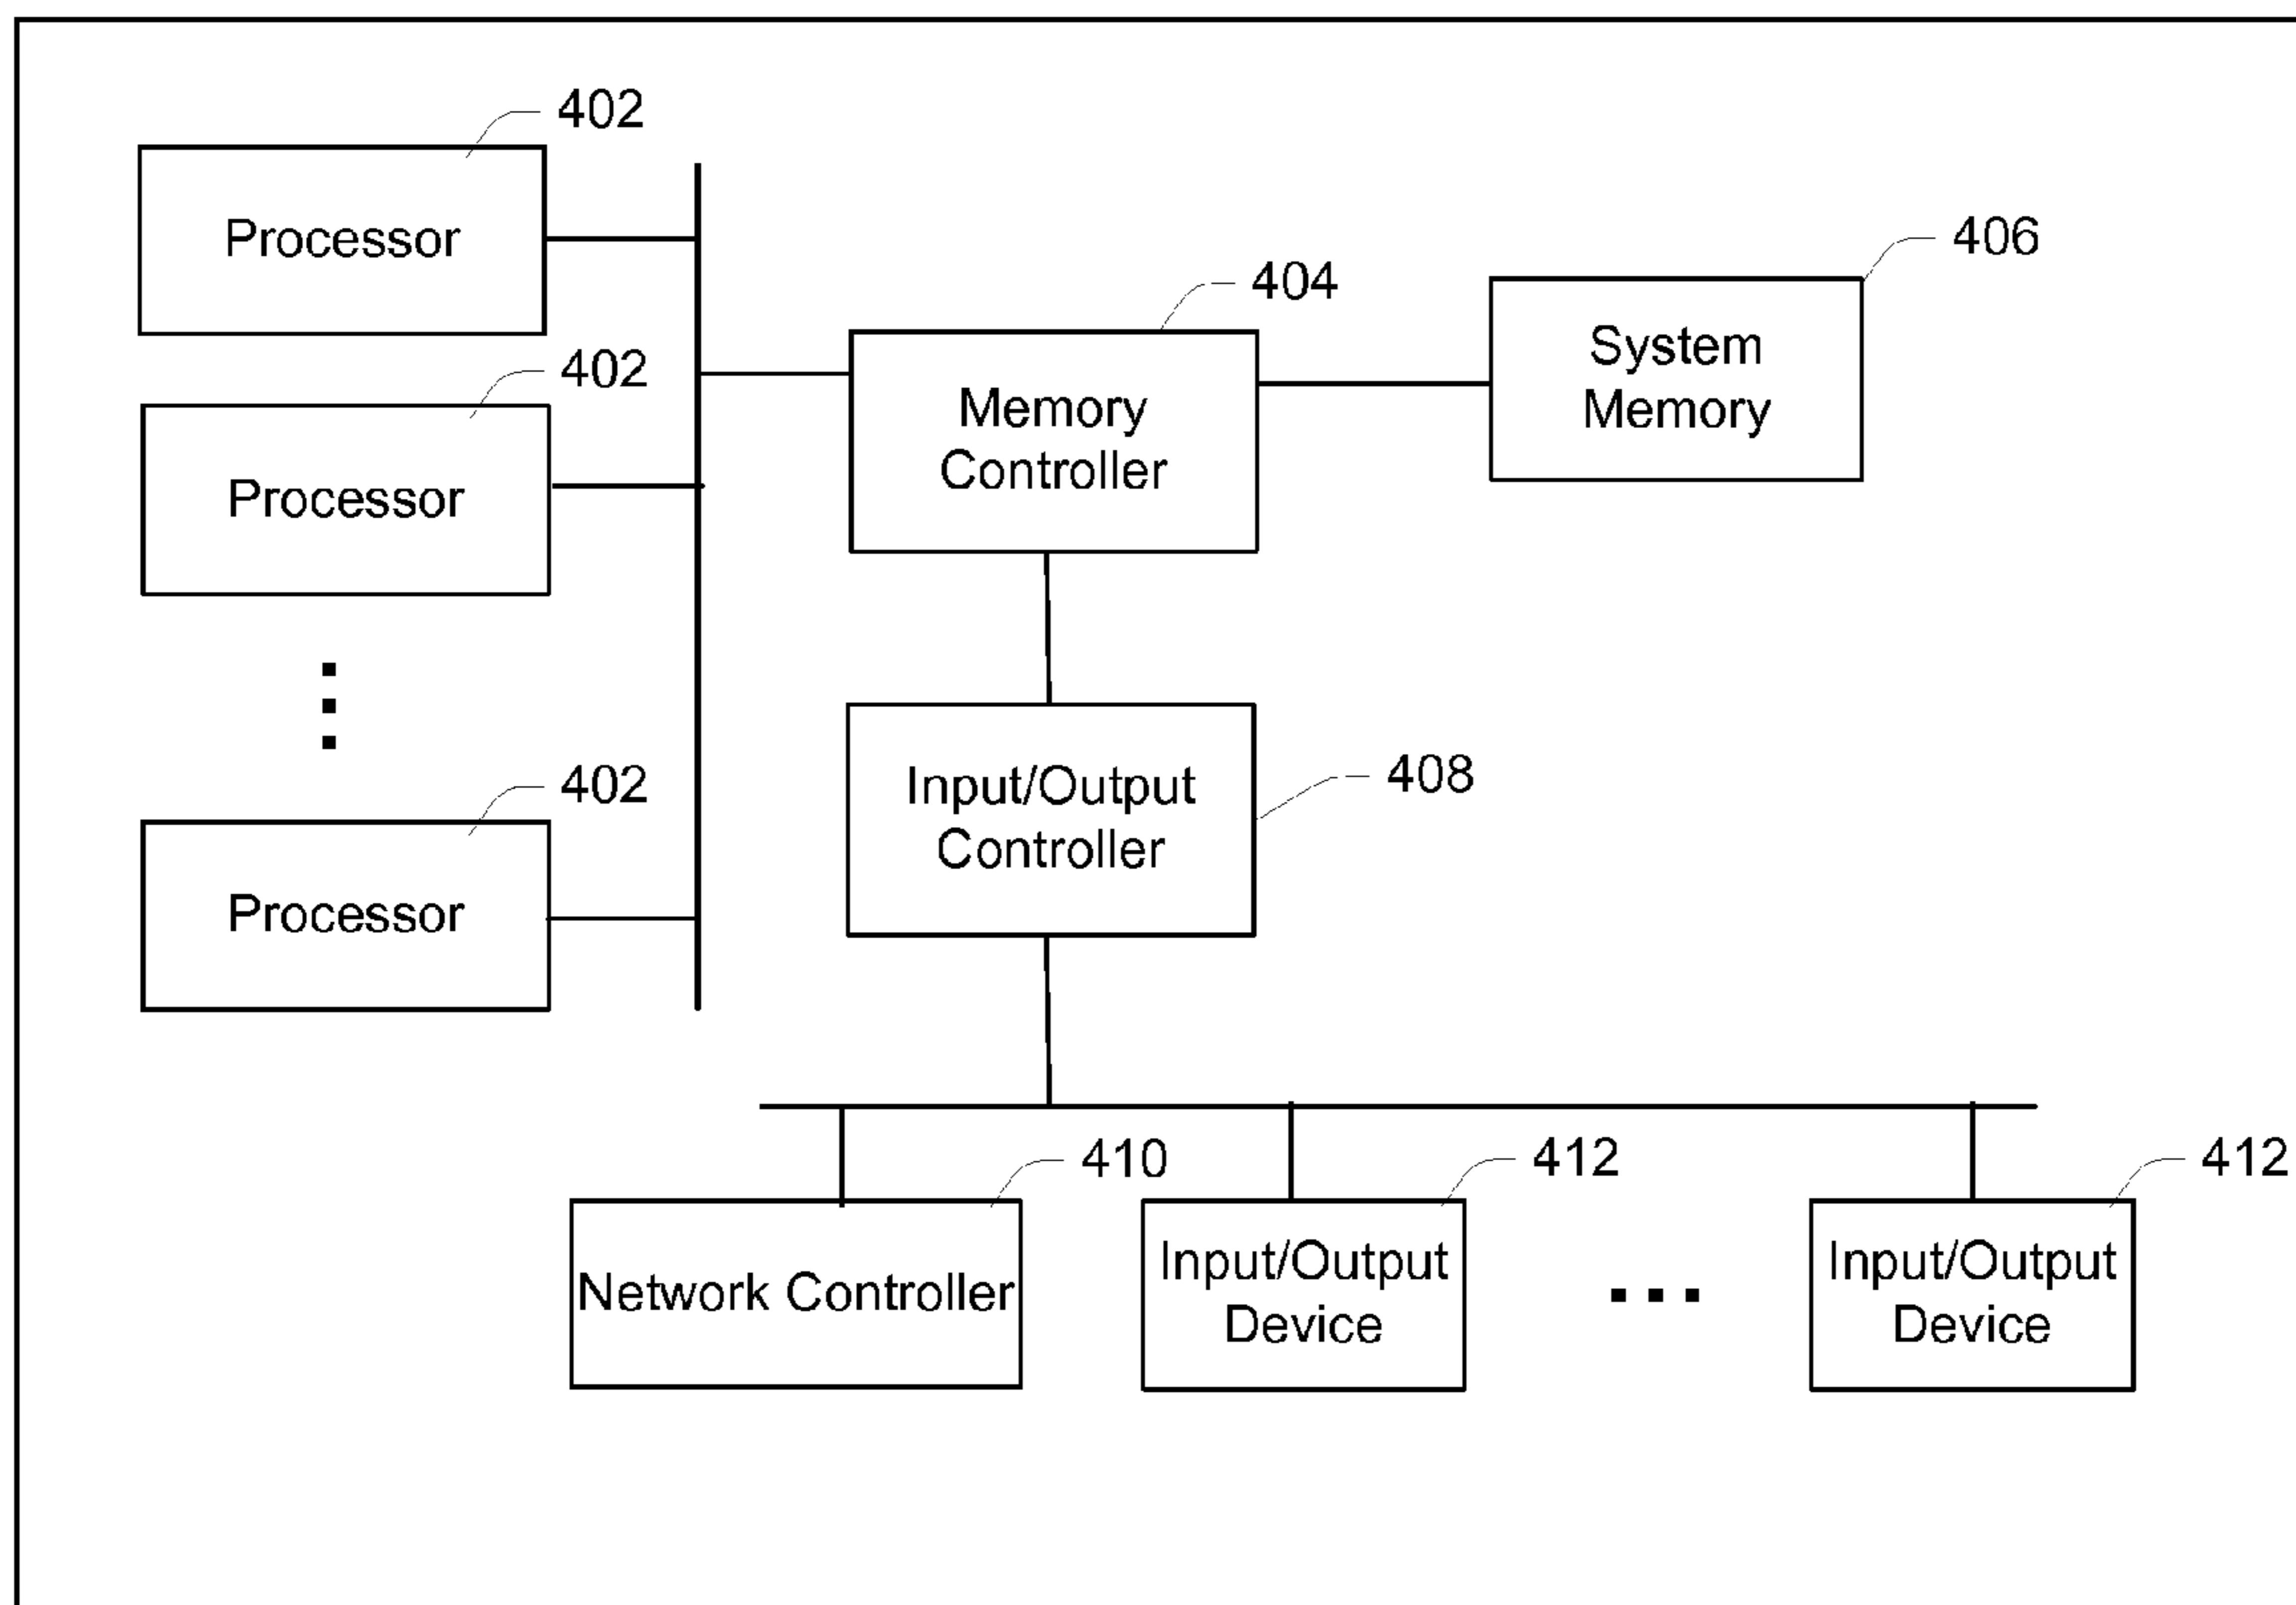 402
Processor
406
404
System
Memory
402
Memory
Controller
Processor
408
Input/Output
Controller
402
Processor
410
412
412
Network Controller
Input/Output
Device
Input/Output
Device